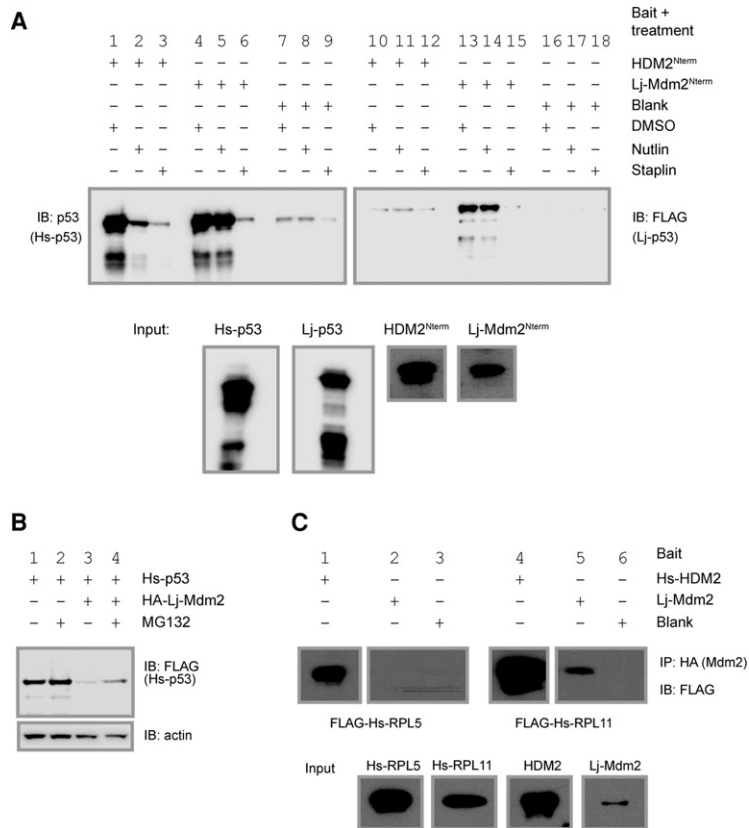 A
Bait +
treatment
1 2 3 4 5 6 7 8 9 10 11 12 13 14 15 16 17 18
+ + + – – – – – – + + + – – – – – – HDM2Nterm
– – – + + + – – – – – – + + + – – – Lj-Mdm2Nterm
– – – – – – + + + – – – – – – + + + Blank
+ – – + – – + – – + – – + – – + – – DMSO
– + – – + – – + – – + – – + – – + – Nutlin
– – + – – + – – + – – + – – + – – + Staplin
IB: p53
(Hs-p53)
IB: FLAG
(Lj-p53)
Input: Hs-p53 Lj-p53 HDM2Nterm Lj-Mdm2Nterm
B
1 2 3 4
+ + + + Hs-p53
– – + + HA-Lj-Mdm2
– + – + MG132
IB: FLAG
(Hs-p53)
IB: actin
C
1 2 3 4 5 6 Bait
+ – – + – – Hs-HDM2
– + – – + – Lj-Mdm2
– – + – – + Blank
IP: HA (Mdm2)
IB: FLAG
FLAG-Hs-RPL5 FLAG-Hs-RPL11
Input Hs-RPL5 Hs-RPL11 HDM2 Lj-Mdm2